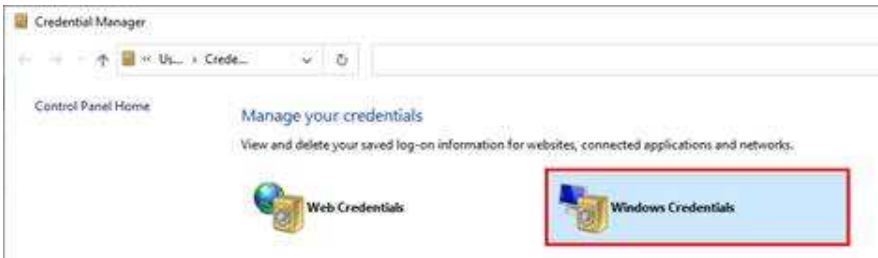 Credential Manager
Us... › Crede...
Control Panel Home
Manage your credentials
View and delete your saved log-on information for websites, connected applications and networks.
Web Credentials
Windows Credentials